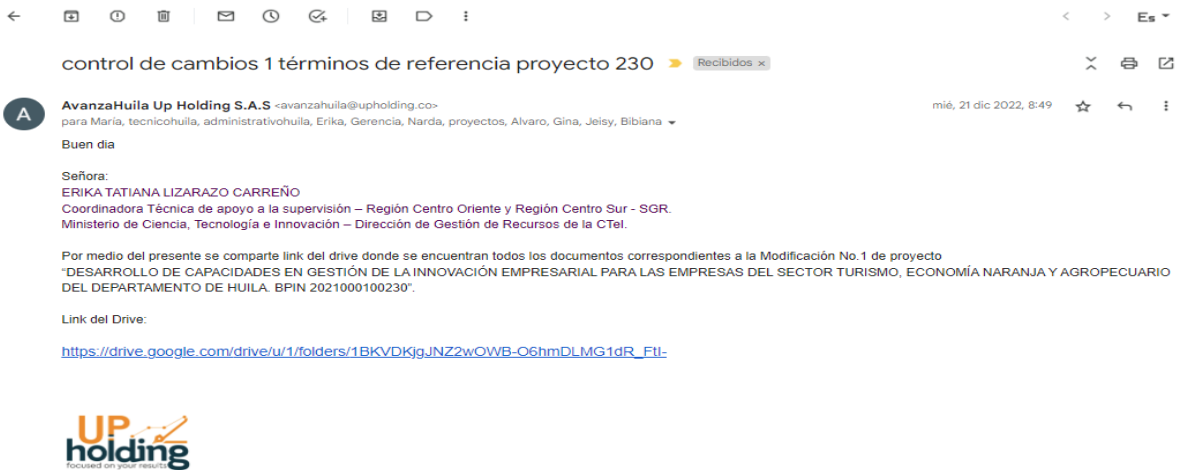 Es
control de cambios 1 términos de referencia proyecto 230
Recibidos ×
A
AvanzaHuila Up Holding S.A.S <avanzahuila@upholding.co>
mié, 21 dic 2022, 8:49
para María, tecnicohuila, administrativohuila, Erika, Gerencia, Narda, proyectos, Alvaro, Gina, Jeisy, Bibiana
Buen dia
Señora:
ERIKA TATIANA LIZARAZO CARREÑO
Coordinadora Técnica de apoyo a la supervisión – Región Centro Oriente y Región Centro Sur - SGR.
Ministerio de Ciencia, Tecnología e Innovación – Dirección de Gestión de Recursos de la CTeI.
Por medio del presente se comparte link del drive donde se encuentran todos los documentos correspondientes a la Modificación No.1 de proyecto
“DESARROLLO DE CAPACIDADES EN GESTIÓN DE LA INNOVACIÓN EMPRESARIAL PARA LAS EMPRESAS DEL SECTOR TURISMO, ECONOMÍA NARANJA Y AGROPECUARIO
DEL DEPARTAMENTO DE HUILA. BPIN 2021000100230”.
Link del Drive:
https://drive.google.com/drive/u/1/folders/1BKVDKjgJNZ2wOWB-O6hmDLMG1dR_FtI-
UP
holding
focused on your results